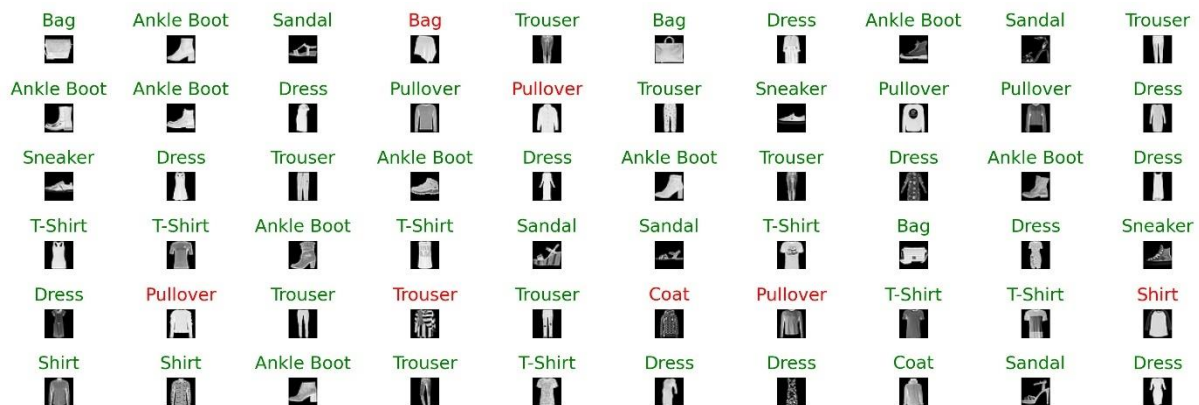 Bag Ankle Boot Sandal Bag Trouser Bag Dress Ankle Boot Sandal Trouser
Ankle Boot Ankle Boot Dress Pullover Pullover Trouser Sneaker Pullover Pullover Dress
Sneaker Dress Trouser Ankle Boot Dress Ankle Boot Trouser Dress Ankle Boot Dress
T-Shirt T-Shirt Ankle Boot T-Shirt Sandal Sandal T-Shirt Bag Dress Sneaker
Dress Pullover Trouser Trouser Trouser Coat Pullover T-Shirt T-Shirt Shirt
Shirt Shirt Ankle Boot Trouser T-Shirt Dress Dress Coat Sandal Dress